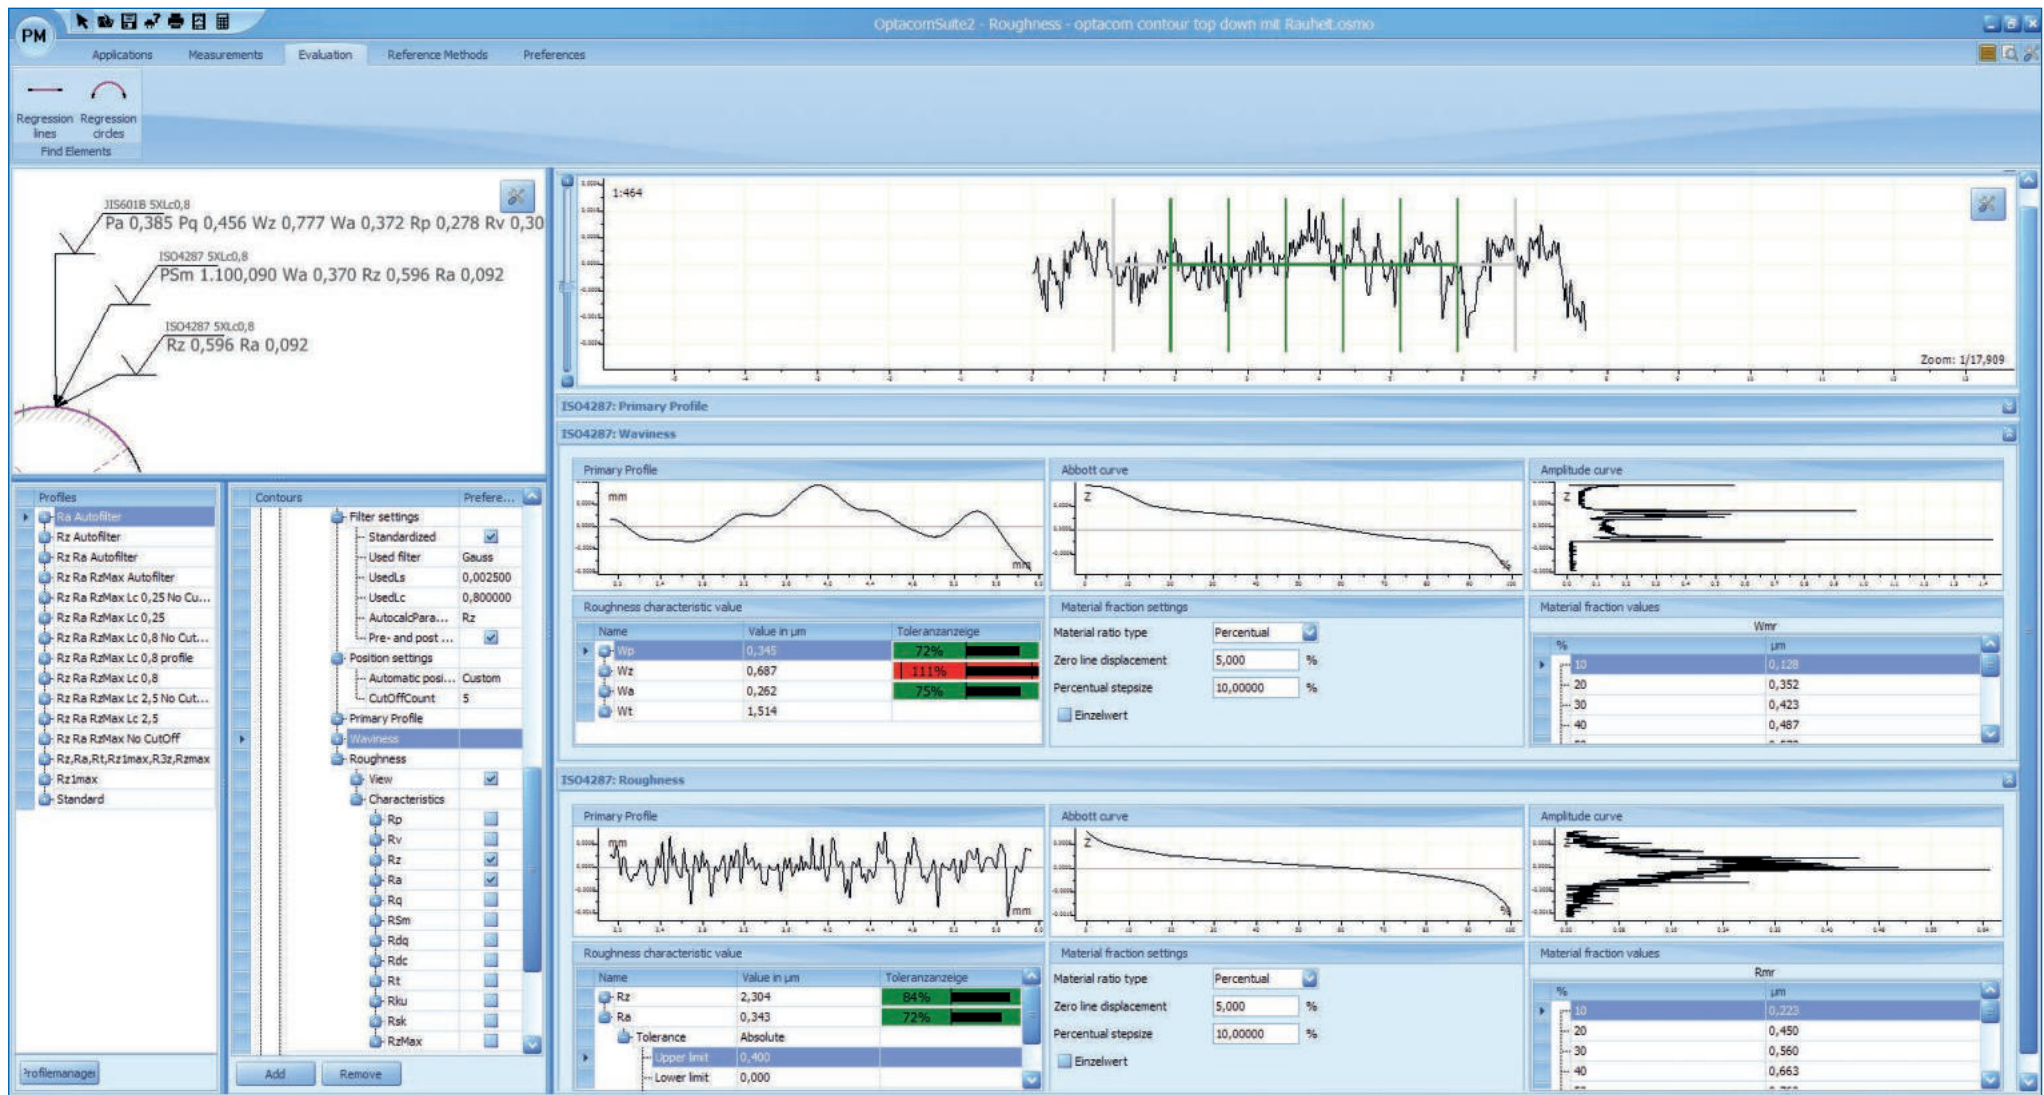 PM
OptacomSuite2 - Roughness - optacom contour top down mit Rauheit.osmo
Applications Measurements Evaluation Reference Methods Preferences
Regression lines
Regression circles
Find Elements
JIS601B 5XLc0,8
Pa 0,385 Pq 0,456 Wz 0,777 Wa 0,372 Rp 0,278 Rv 0,30
ISO4287 5XLc0,8
PSm 1.100,090 Wa 0,370 Rz 0,596 Ra 0,092
ISO4287 5XLc0,8
Rz 0,596 Ra 0,092
1:464
Zoom: 1/17,909
Profiles
Ra Autofilter
Rz Autofilter
Rz Ra Autofilter
Rz Ra RzMax Autofilter
Rz Ra RzMax Lc 0,25 No Cu...
Rz Ra RzMax Lc 0,25
Rz Ra RzMax Lc 0,8 No Cut...
Rz Ra RzMax Lc 0,8 profile
Rz Ra RzMax Lc 0,8
Rz Ra RzMax Lc 2,5 No Cut...
Rz Ra RzMax Lc 2,5
Rz Ra RzMax No CutOff
Rz,Ra,Rt,Rz1max,R3z,Rzmax
Rz1max
Standard
Profilemanager
Contours Prefere...
Filter settings
Standardized
Used filter Gauss
UsedLs 0,002500
UsedLc 0,800000
AutocalcPara... Rz
Pre- and post ...
Position settings
Automatic posi... Custom
CutOffCount 5
Primary Profile
Waviness
Roughness
View
Characteristics
Rp
Rv
Rz
Ra
Rq
RSm
Rdq
Rdc
Rt
Rku
Rsk
RzMax
Add Remove
ISO4287: Primary Profile
ISO4287: Waviness
Primary Profile Abbott curve Amplitude curve
mm Z Z
mm %
Roughness characteristic value
Name Value in µm Toleranzanzeige
Wp 0,345 72%
Wz 0,687 111%
Wa 0,262 75%
Wt 1,514
Material fraction settings
Material ratio type Percentual
Zero line displacement 5,000 %
Percentual stepsize 10,00000 %
Einzelwert
Material fraction values
Wmr
% µm
10 0,128
20 0,352
30 0,423
40 0,487
ISO4287: Roughness
Primary Profile Abbott curve Amplitude curve
mm Z Z
mm %
Roughness characteristic value
Name Value in µm Toleranzanzeige
Rz 2,304 84%
Ra 0,343 72%
Tolerance Absolute
Upper limit 0,400
Lower limit 0,000
Material fraction settings
Material ratio type Percentual
Zero line displacement 5,000 %
Percentual stepsize 10,00000 %
Einzelwert
Material fraction values
Rmr
% µm
10 0,223
20 0,450
30 0,560
40 0,663